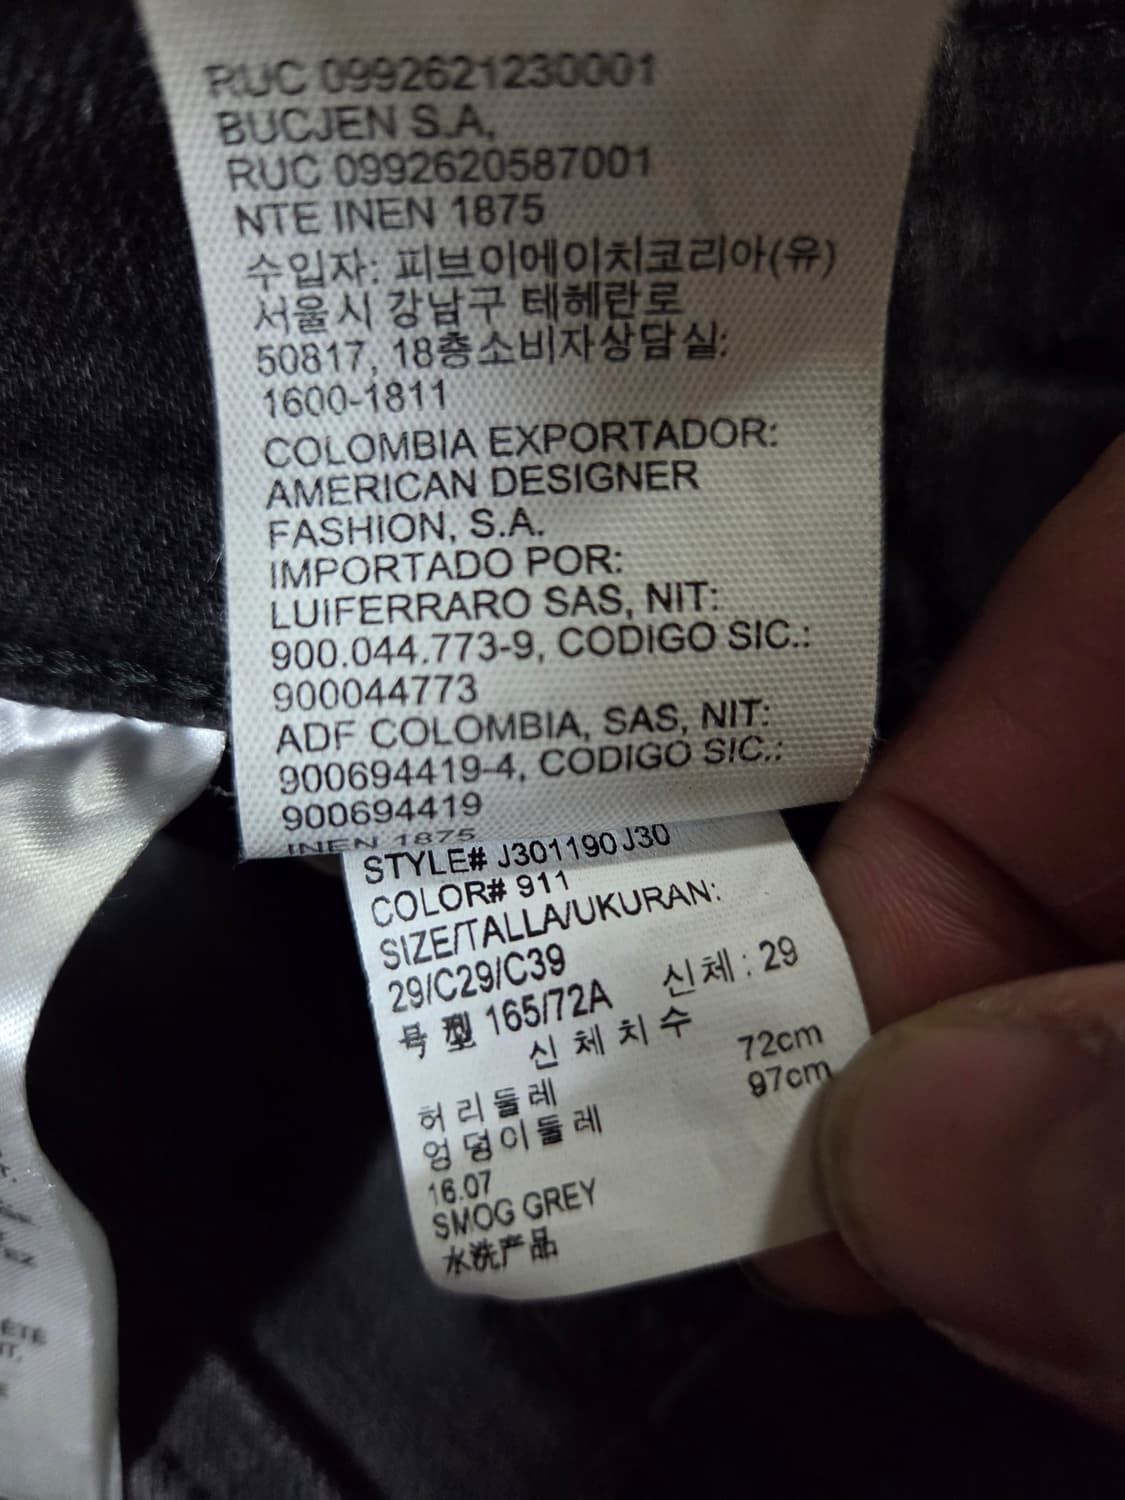 RUC 0992621230001
BUCJEN S.A,
RUC 0992620587001
NTE INEN 1875
수입자: 피브이에이치코리아(유)
서울시 강남구 테헤란로
50817, 18층소비자상담실:
1600-1811
COLOMBIA EXPORTADOR:
AMERICAN DESIGNER
FASHION, S.A.
IMPORTADO POR:
LUIFERRARO SAS, NIT:
900.044.773-9, CODIGO SIC.:
900044773
ADF COLOMBIA, SAS, NIT:
900694419-4, CODIGO SIC.:
900694419
INEN 1875
STYLE# J301190J30
COLOR# 911
SIZE/TALLA/UKURAN:
29/C29/C39
号型 165/72A 신체 : 29
신체치수
허리둘레 72cm
엉덩이둘레 97cm
16.07
SMOG GREY
水洗产品
ÉTÉ